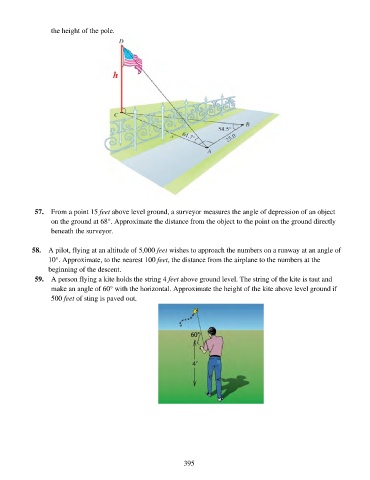 the height of the pole.
D
h
C
61.7°
54.5°
B
25 ft
A
57. From a point 15 feet above level ground, a surveyor measures the angle of depression of an object
on the ground at 68°. Approximate the distance from the object to the point on the ground directly
beneath the surveyor.
58. A pilot, flying at an altitude of 5,000 feet wishes to approach the numbers on a runway at an angle of
10°. Approximate, to the nearest 100 feet, the distance from the airplane to the numbers at the
beginning of the descent.
59. A person flying a kite holds the string 4 feet above ground level. The string of the kite is taut and
make an angle of 60° with the horizontal. Approximate the height of the kite above level ground if
500 feet of sting is paved out.
60°
4'
395